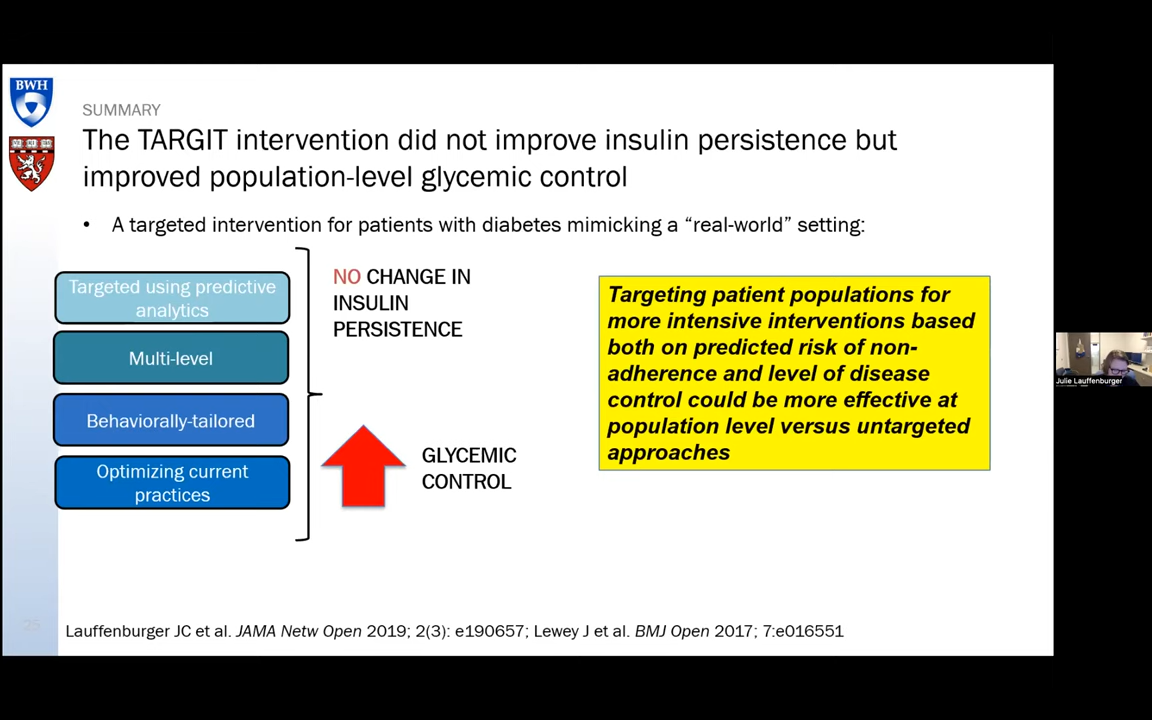 BWH
SUMMARY
The TARGIT intervention did not improve insulin persistence but
improved population-level glycemic control
• A targeted intervention for patients with diabetes mimicking a “real-world” setting:
Targeted using predictive
analytics
Multi-level
Behaviorally-tailored
Optimizing current
practices
NO CHANGE IN
INSULIN
PERSISTENCE
GLYCEMIC
CONTROL
Targeting patient populations for
more intensive interventions based
both on predicted risk of non-
adherence and level of disease
control could be more effective at
population level versus untargeted
approaches
Julie Lauffenburger
25
Lauffenburger JC et al. JAMA Netw Open 2019; 2(3): e190657; Lewey J et al. BMJ Open 2017; 7:e016551